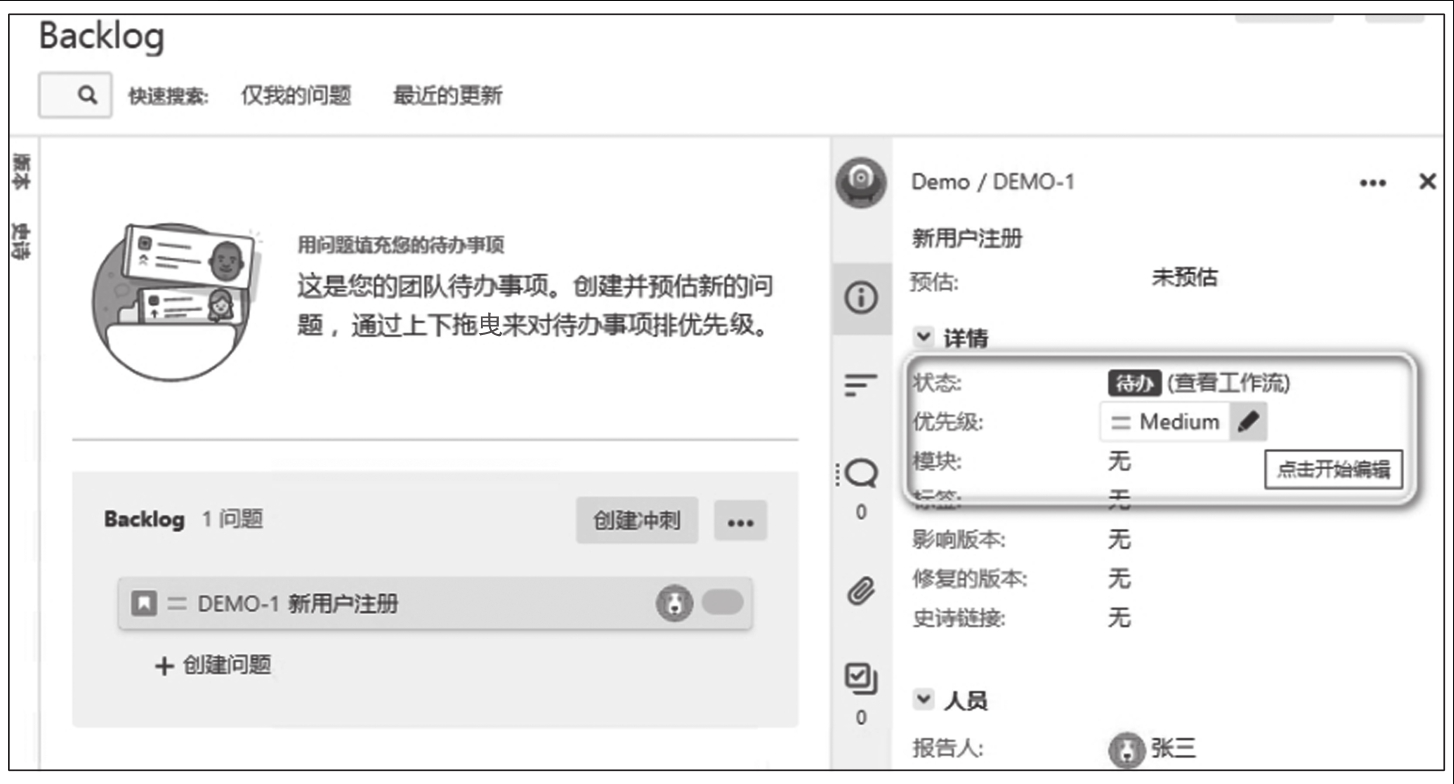 Backlog
快速搜索: 仅我的问题 最近的更新
版本
史诗
用问题填充您的待办事项
这是您的团队待办事项。创建并预估新的问
题，通过上下拖曳来对待办事项排优先级。
Backlog 1 问题 创建冲刺
DEMO-1 新用户注册
+ 创建问题
0
0
Demo / DEMO-1
新用户注册
预估: 未预估
详情
状态: 待办 (查看工作流)
优先级: Medium
模块: 无
点击开始编辑
标签: 无
影响版本: 无
修复的版本: 无
史诗链接: 无
人员
报告人: 张三